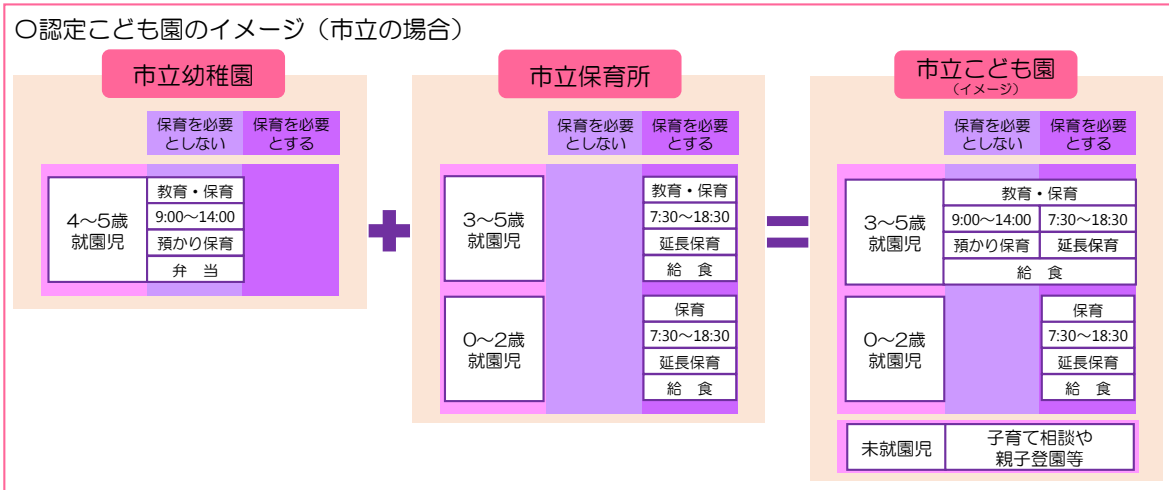 〇認定こども園のイメージ（市立の場合）
市立幼稚園
保育を必要
としない
保育を必要
とする
4～5歳
就園児
教育・保育
9:00～14:00
預かり保育
弁　当
市立保育所
保育を必要
としない
保育を必要
とする
3～5歳
就園児
教育・保育
7:30～18:30
延長保育
給　食
0～2歳
就園児
保育
7:30～18:30
延長保育
給　食
市立こども園
（イメージ）
保育を必要
としない
保育を必要
とする
3～5歳
就園児
教育・保育
9:00～14:00
7:30～18:30
預かり保育
延長保育
給　食
0～2歳
就園児
保育
7:30～18:30
延長保育
給　食
未就園児
子育て相談や
親子登園等